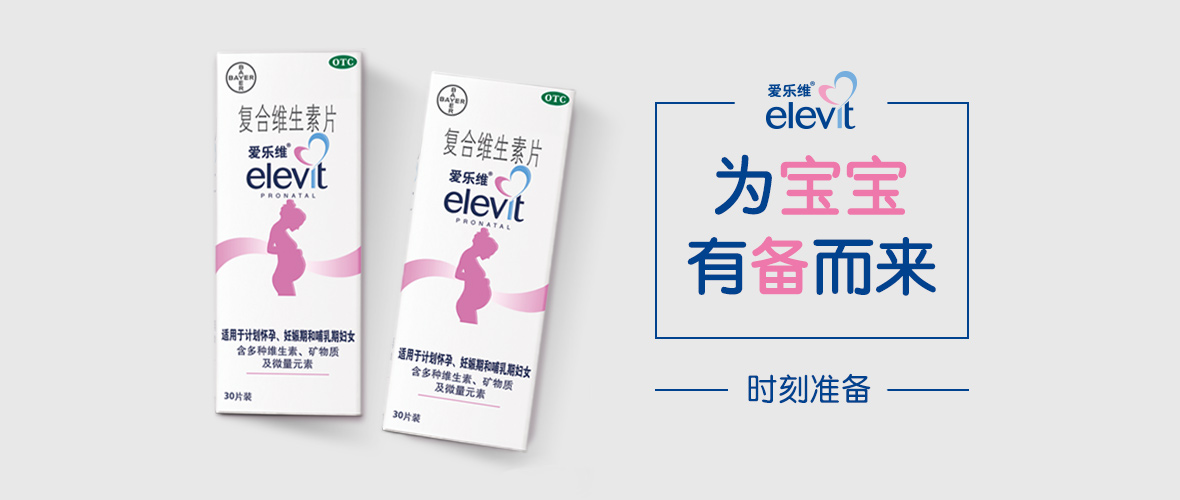 BAYER
BAYER
OTC
复合维生素片
爱乐维®
elevit
PRONATAL
适用于计划怀孕、妊娠期和哺乳期妇女
含多种维生素、矿物质
及微量元素
30片装
BAYER
BAYER
OTC
复合维生素片
爱乐维®
elevit
PRONATAL
适用于计划怀孕、妊娠期和哺乳期妇女
含多种维生素、矿物质
及微量元素
30片装
爱乐维®
elevit
为宝宝
有备而来
时刻准备